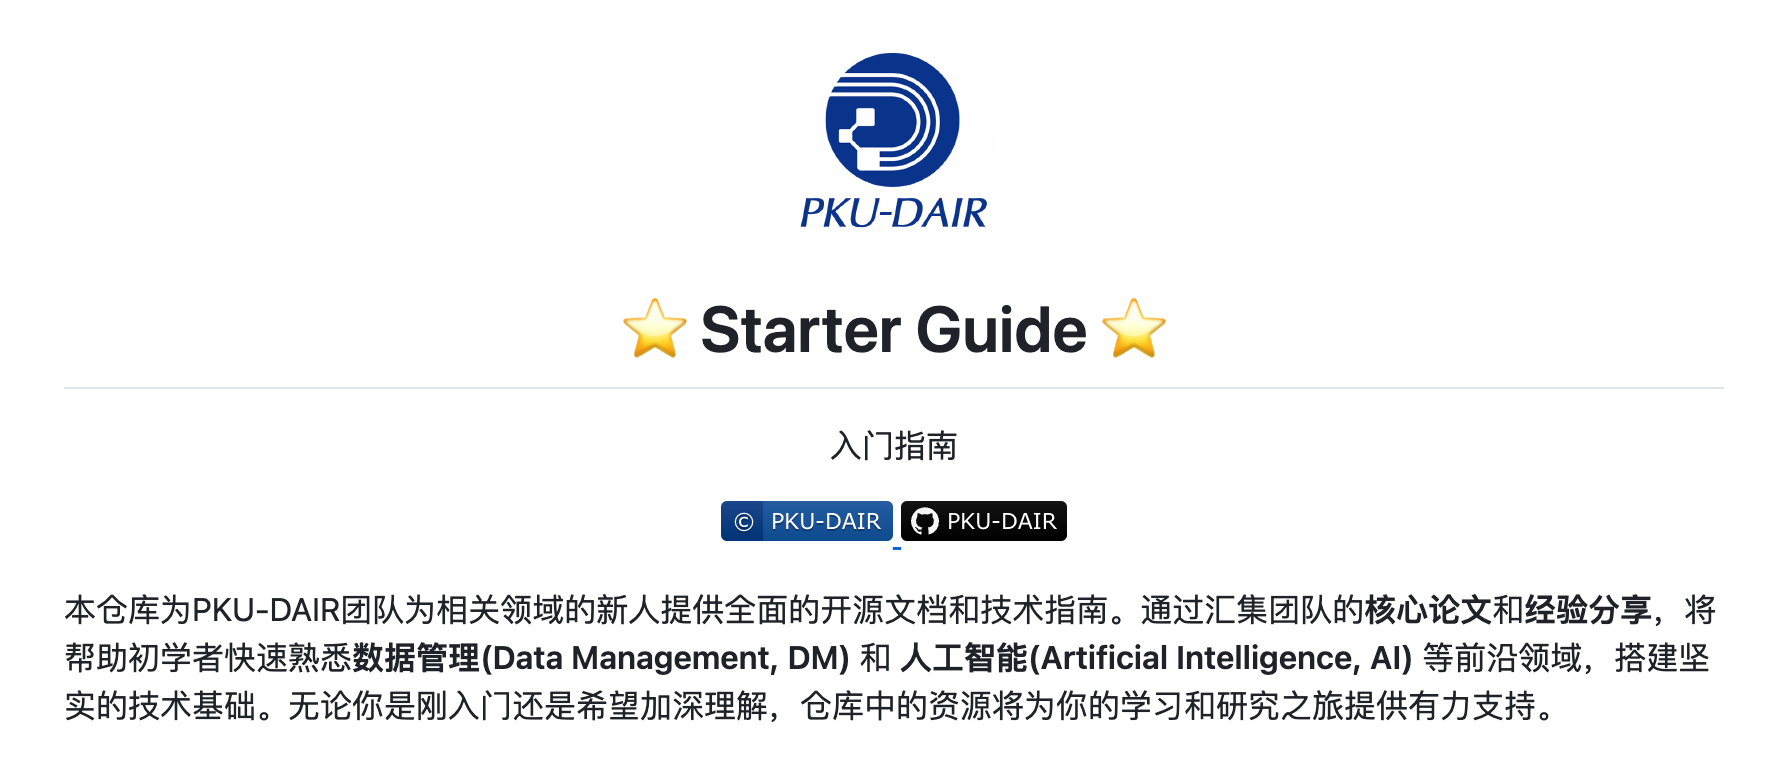 PKU-DAIR
⭐ Starter Guide ⭐
入门指南
© PKU-DAIR PKU-DAIR
本仓库为PKU-DAIR团队为相关领域的新人提供全面的开源文档和技术指南。通过汇集团队的核心论文和经验分享，将
帮助初学者快速熟悉数据管理(Data Management, DM) 和 人工智能(Artificial Intelligence, AI) 等前沿领域，搭建坚
实的技术基础。无论你是刚入门还是希望加深理解，仓库中的资源将为你的学习和研究之旅提供有力支持。